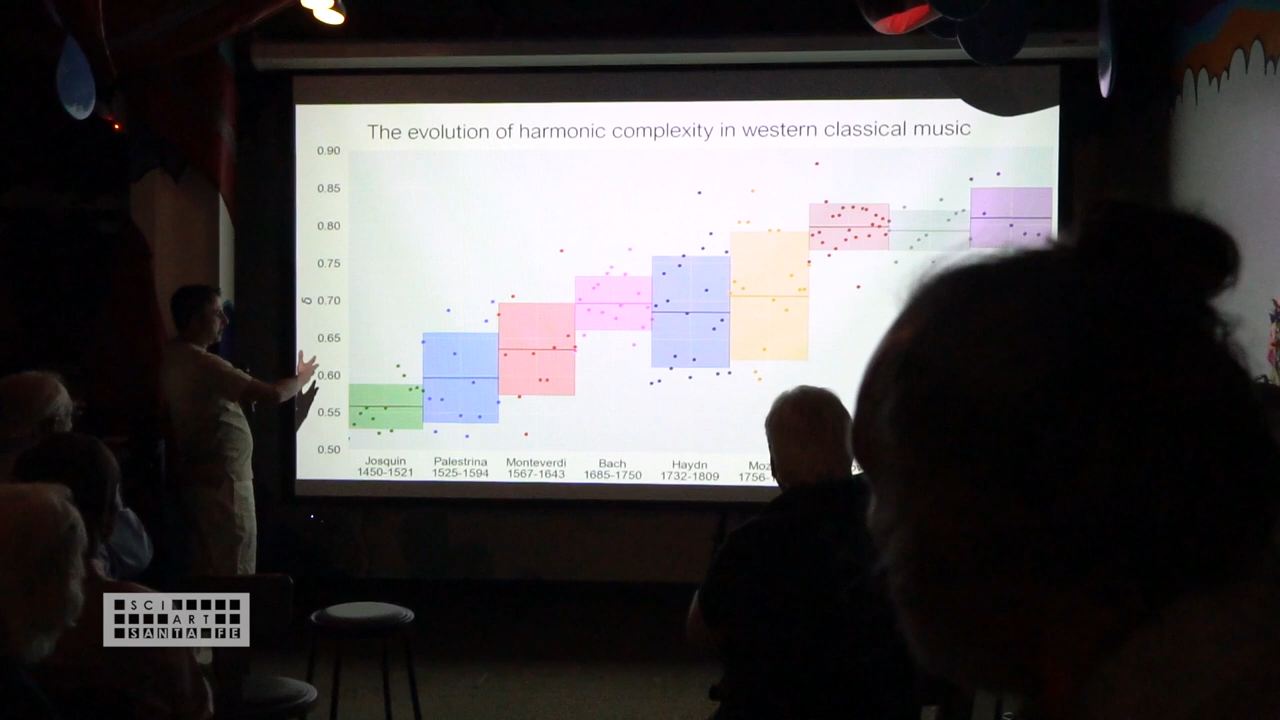 The evolution of harmonic complexity in western classical music
0.90
0.85
0.80
0.75
0.70
δ
0.65
0.60
0.55
0.50
Josquin Palestrina Monteverdi Bach Haydn
1450-1521 1525-1594 1567-1643 1685-1750 1732-1809
SCI
ART
SANTA FE